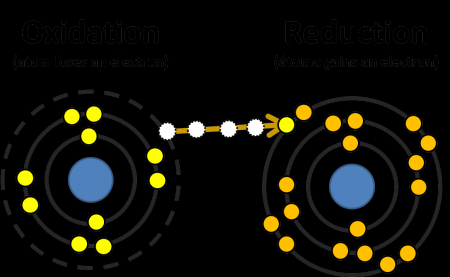 Oxidation
Reduction
(atom loses an electron)
(atom gains an electron)